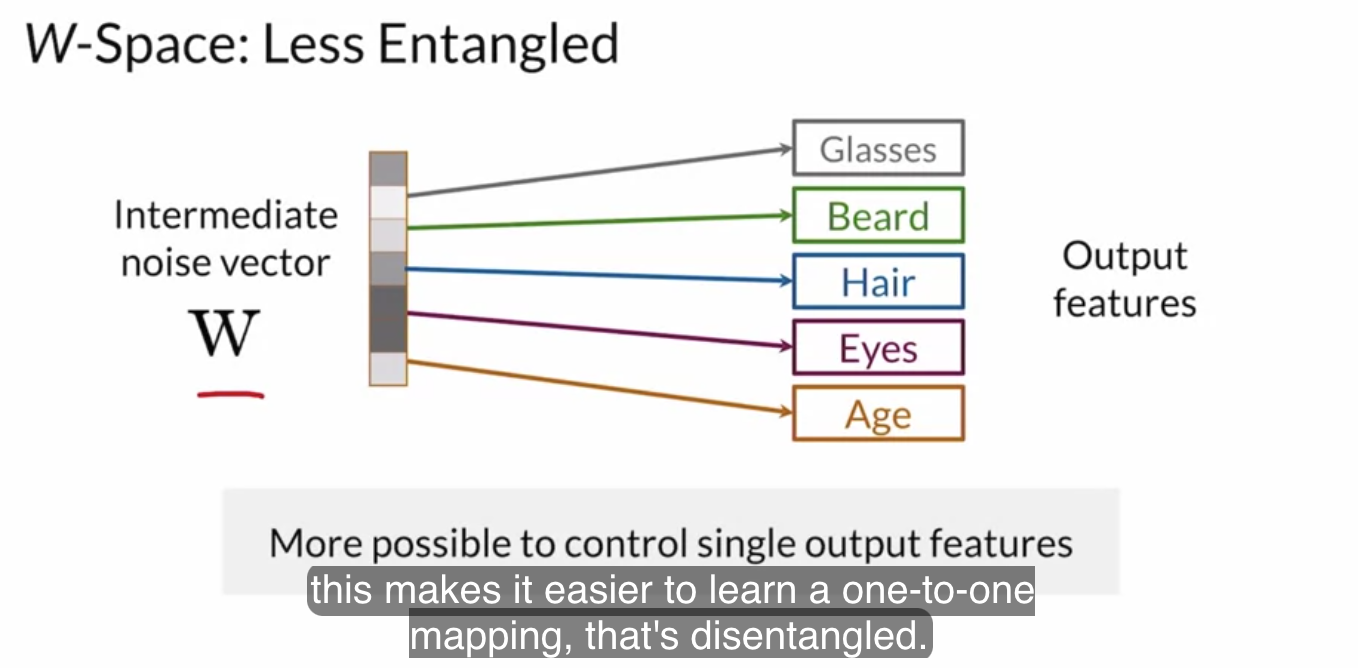 W-Space: Less Entangled
Intermediate
noise vector
w
Glasses
Beard
Hair
Eyes
Age
Output
features
More possible to control single output features
this makes it easier to learn a one-to-one
mapping, that's disentangled.